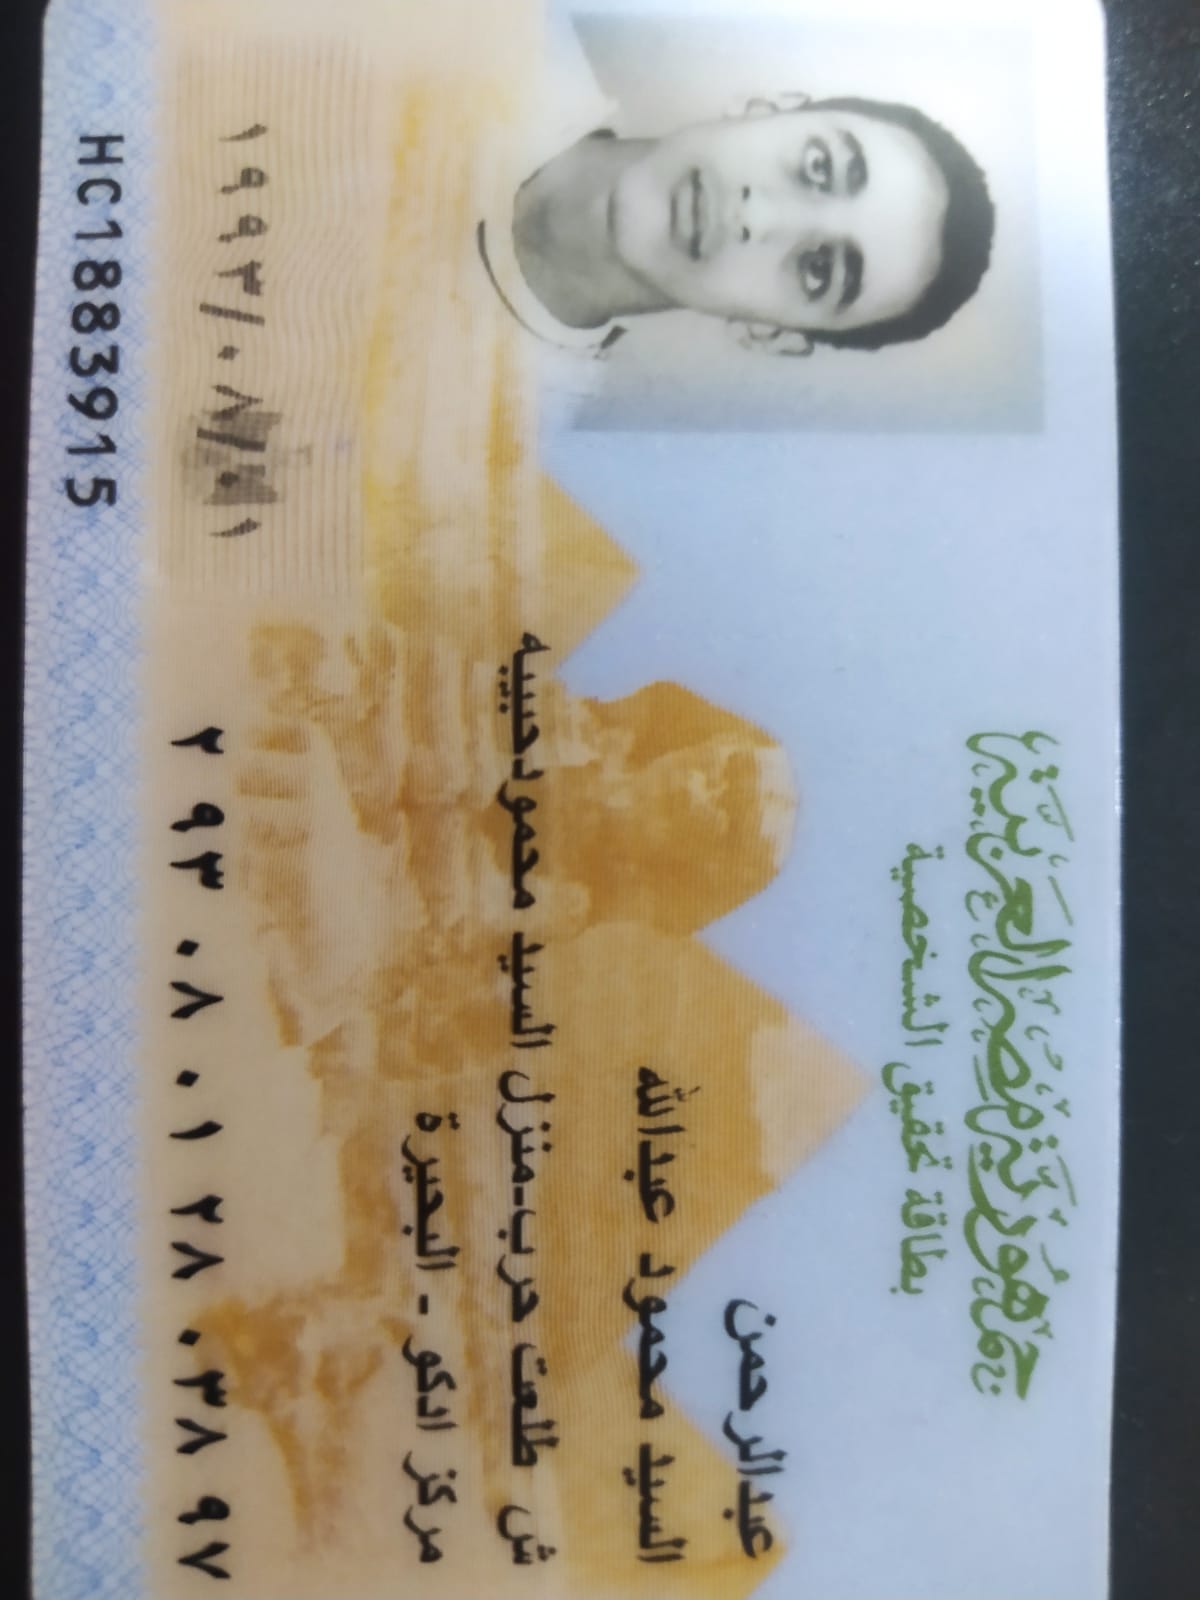 جمهورية مصر العربية
بطاقة تحقيق الشخصية
عبدالرحمن
السيد محمود عبدالله
ش طلعت حرب-منزل السيد محمودحبيبه
مركز ادكو - البحيرة
١٩٩٣/٠٨/٠١
٢ ٩٣ ٠٨ ٠١ ٢٨ ٠٣٨ ٩٧
HC1883915